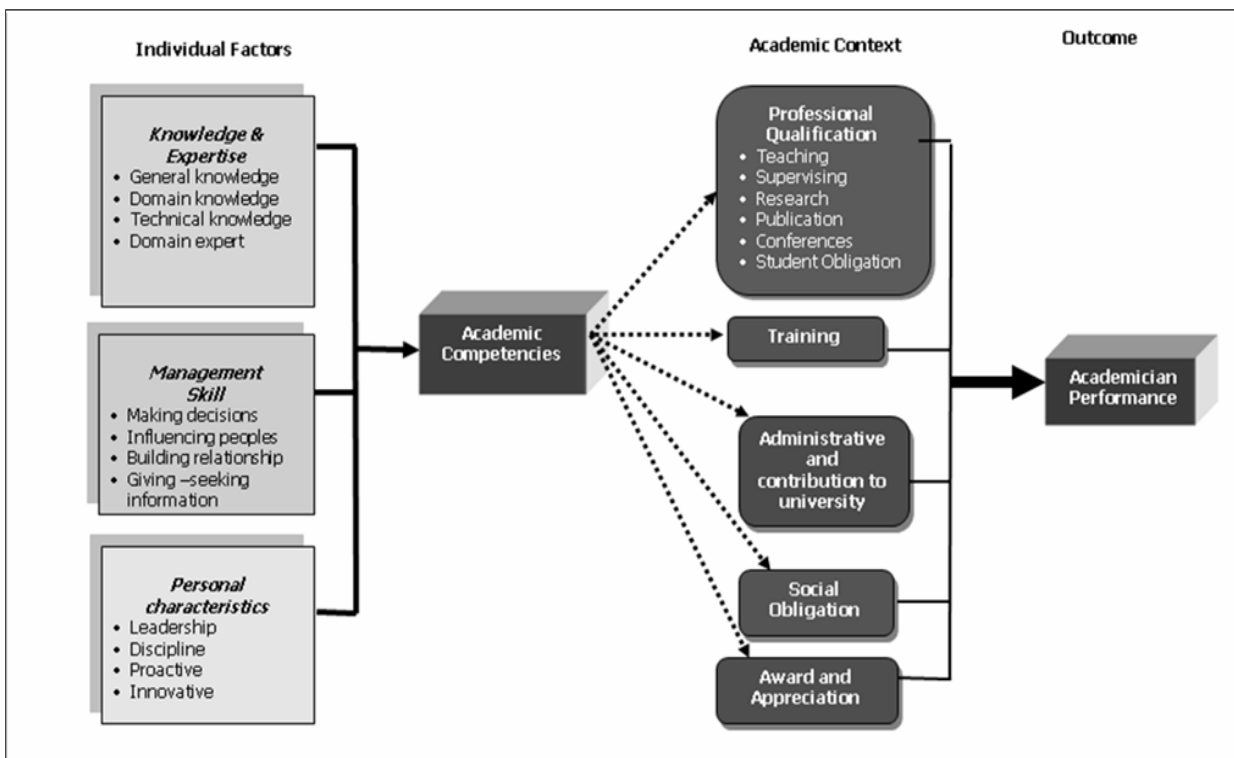 Individual Factors
Academic Context
Outcome
Knowledge &
Expertise
• General knowledge
• Domain knowledge
• Technical knowledge
• Domain expert
Management
Skill
• Making decisions
• Influencing peoples
• Building relationship
• Giving –seeking
information
Personal
characteristics
• Leadership
• Discipline
• Proactive
• Innovative
Academic
Competencies
Professional
Qualification
• Teaching
• Supervising
• Research
• Publication
• Conferences
• Student Obligation
Training
Administrative
and
contribution to
university
Social
Obligation
Award and
Appreciation
Academician
Performance